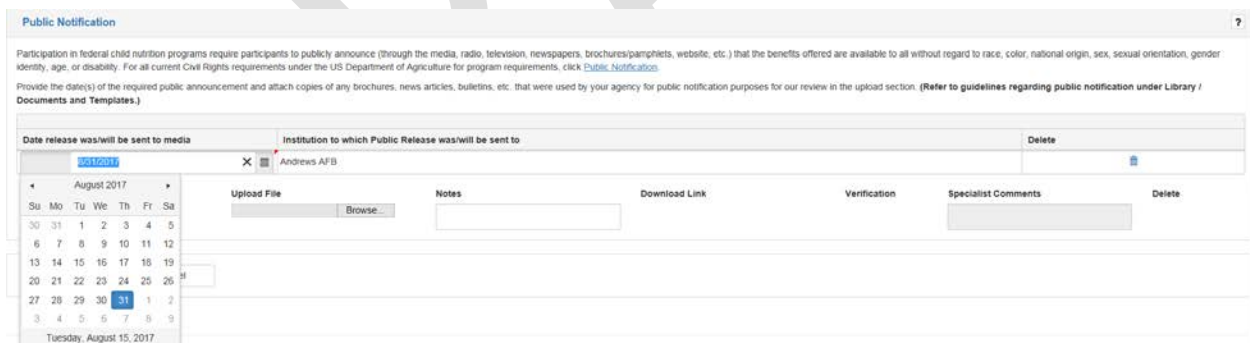 Public Notification
?
Participation in federal child nutrition programs require participants to publicly announce (through the media, radio, television, newspapers, brochures/pamphlets, website, etc.) that the benefits offered are available to all without regard to race, color, national origin, sex, sexual orientation, gender
identity, age, or disability. For all current Civil Rights requirements under the US Department of Agriculture for program requirements, click Public Notification.
Provide the date(s) of the required public announcement and attach copies of any brochures, news articles, bulletins, etc. that were used by your agency for public notification purposes for our review in the upload section. (Refer to guidelines regarding public notification under Library /
Documents and Templates.)
Date release was/will be sent to media Institution to which Public Release was/will be sent to Delete
8/31/2017 Andrews AFB
August 2017
Upload File Notes Download Link Verification Specialist Comments Delete
Su Mo Tu We Th Fr Sa
Browse...
30 31 1 2 3 4 5
6 7 8 9 10 11 12
13 14 15 16 17 18 19
el
20 21 22 23 24 25 26
27 28 29 30 31 1 2
3 4 5 6 7 8 9
Tuesday, August 15, 2017